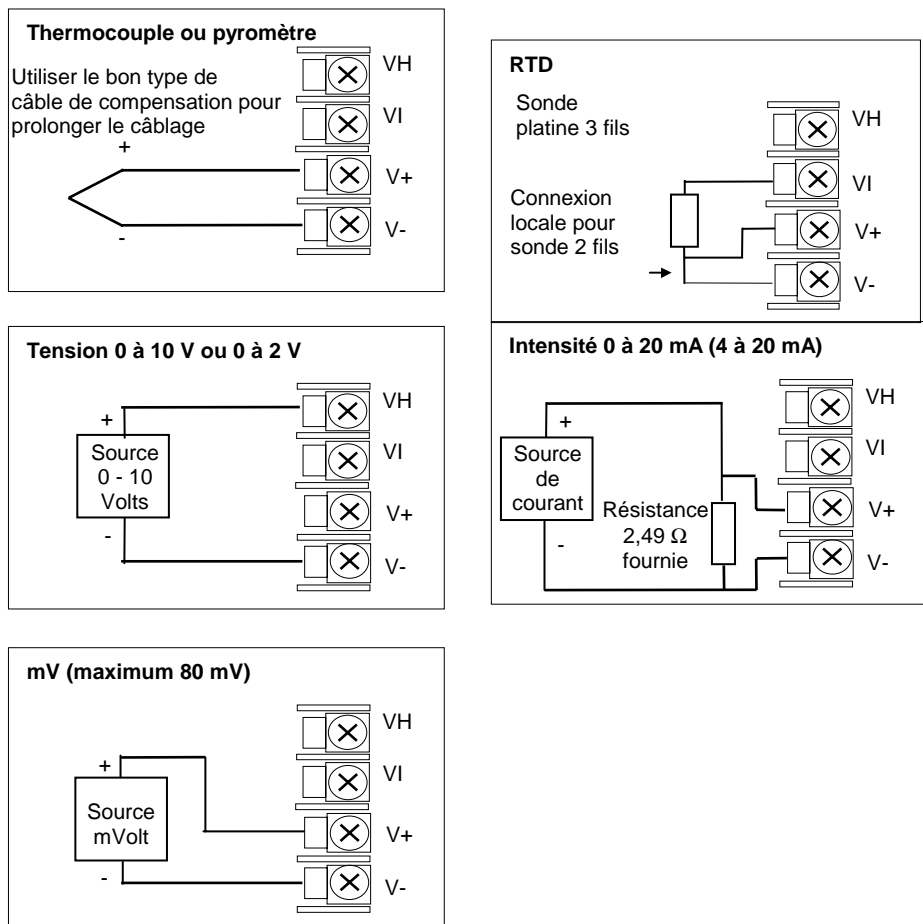 Thermocouple ou pyromètre
Utiliser le bon type de
câble de compensation pour
prolonger le câblage
+
-
VH
VI
V+
V-
RTD
Sonde
platine 3 fils
Connexion
locale pour
sonde 2 fils
VH
VI
V+
V-
Tension 0 à 10 V ou 0 à 2 V
+
Source
0 - 10
Volts
-
VH
VI
V+
V-
Intensité 0 à 20 mA (4 à 20 mA)
+
Source
de
courant
-
Résistance
2,49 Ω
fournie
VH
VI
V+
V-
mV (maximum 80 mV)
+
Source
mVolt
-
VH
VI
V+
V-